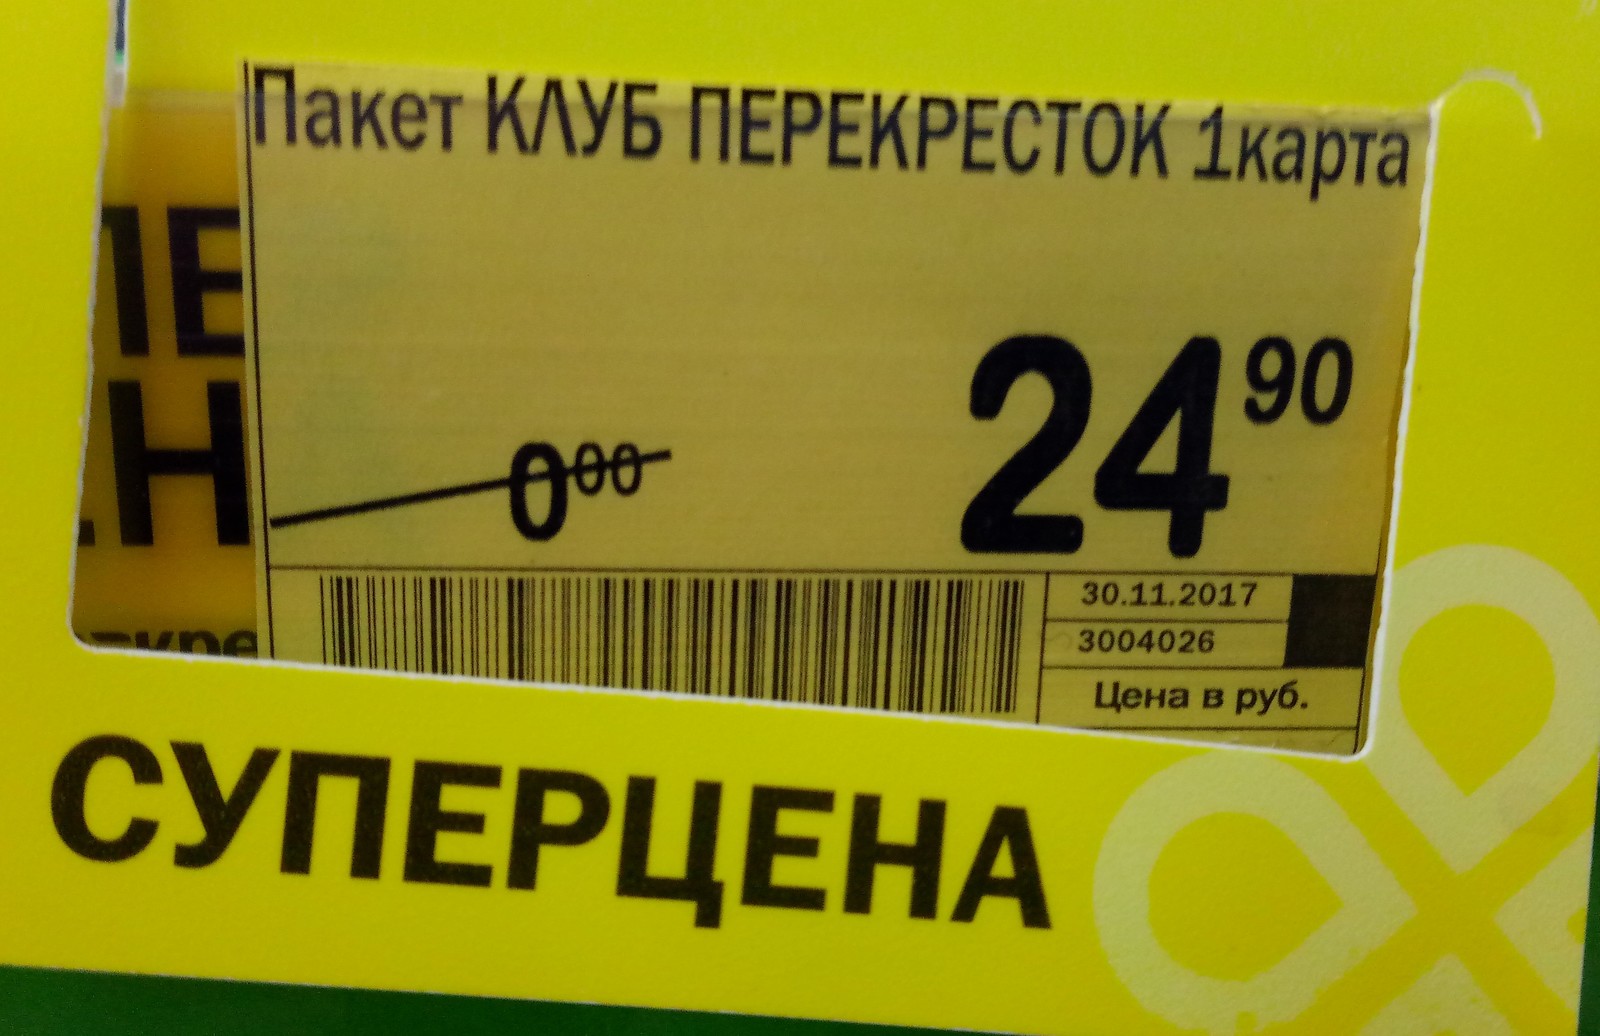 Пакет КЛУБ ПЕРЕКРЕСТОК 1карта
24 90
0 00
30.11.2017
3004026
Цена в руб.
СУПЕРЦЕНА